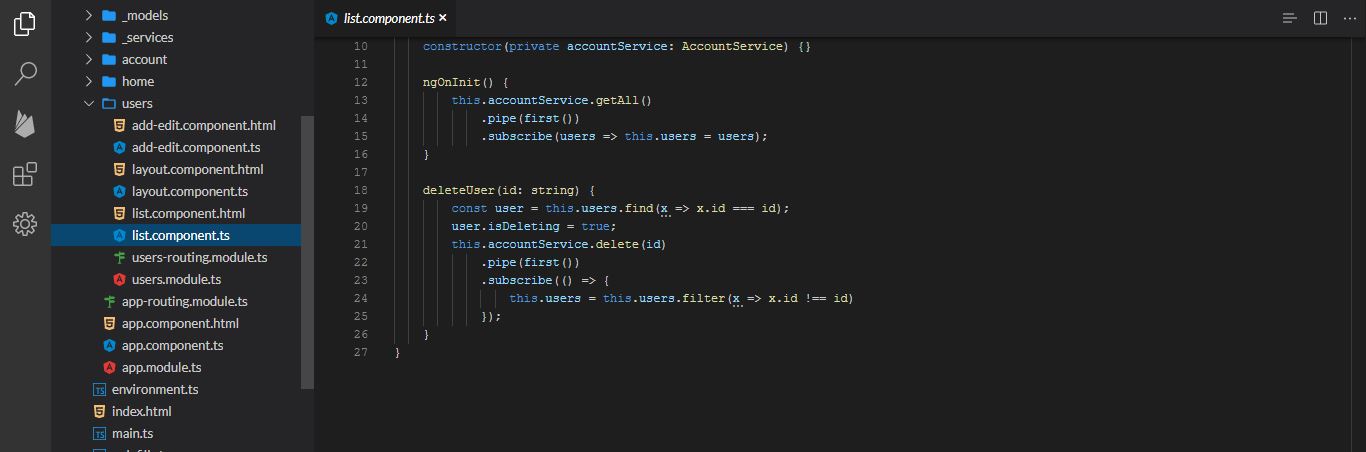 _models
_services
account
home
users
add-edit.component.html
add-edit.component.ts
layout.component.html
layout.component.ts
list.component.html
list.component.ts
users-routing.module.ts
users.module.ts
app-routing.module.ts
app.component.html
app.component.ts
app.module.ts
TS environment.ts
index.html
TS main.ts
list.component.ts ×
10 constructor(private accountService: AccountService) {}
11
12 ngOnInit() {
13 this.accountService.getAll()
14 .pipe(first())
15 .subscribe(users => this.users = users);
16 }
17
18 deleteUser(id: string) {
19 const user = this.users.find(x => x.id === id);
20 user.isDeleting = true;
21 this.accountService.delete(id)
22 .pipe(first())
23 .subscribe(() => {
24 this.users = this.users.filter(x => x.id !== id)
25 });
26 }
27 }